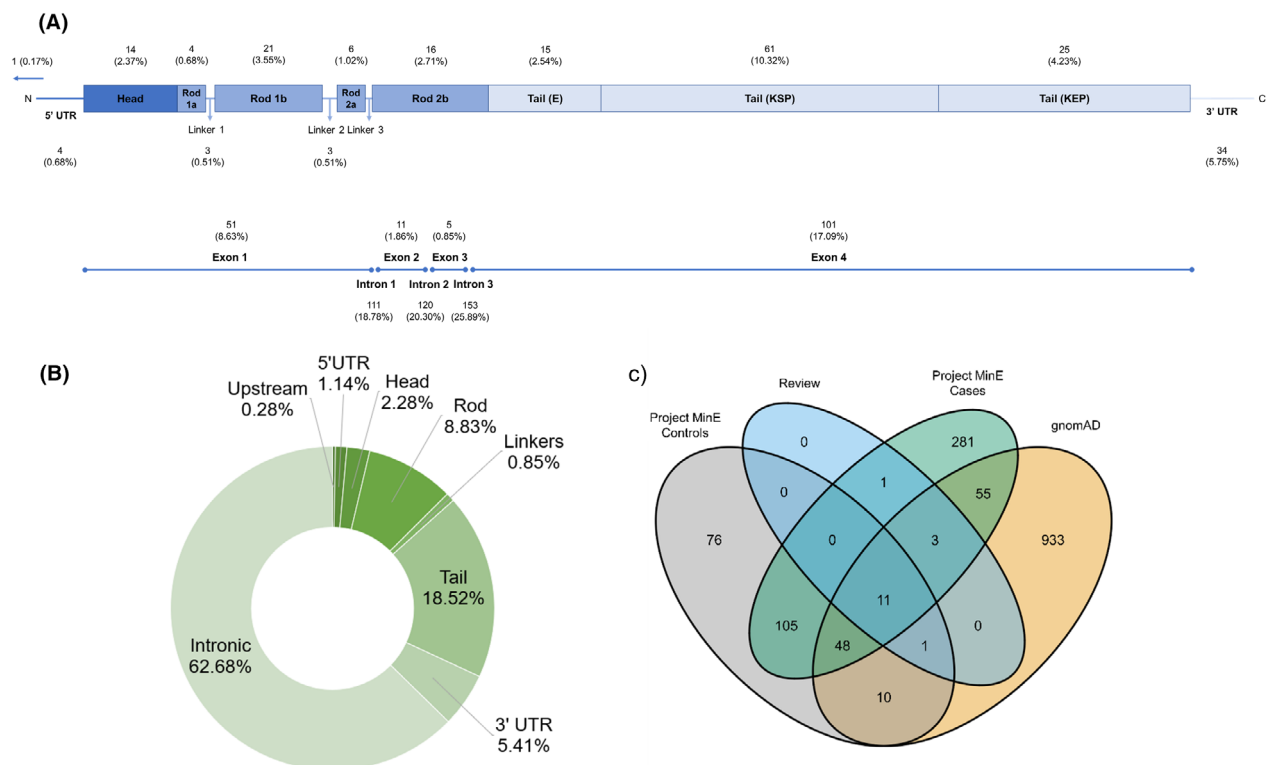 (A)
14 4 21 6 16 15 61 25
1 (0.17%) (2.37%) (0.68%) (3.55%) (1.02%) (2.71%) (2.54%) (10.32%) (4.23%)
N Head Rod 1a Rod 1b Rod 2a Rod 2b Tail (E) Tail (KSP) Tail (KEP) C
5' UTR 3' UTR
Linker 1 Linker 2 Linker 3
4 3 3 34
(0.68%) (0.51%) (0.51%) (5.75%)
51 11 5 101
(8.63%) (1.86%) (0.85%) (17.09%)
Exon 1 Exon 2 Exon 3 Exon 4
Intron 1 Intron 2 Intron 3
111 120 153
(18.78%) (20.30%) (25.89%)
(B)
Upstream
0.28%
5'UTR
1.14%
Head
2.28%
Rod
8.83%
Linkers
0.85%
Tail
18.52%
3' UTR
5.41%
Intronic
62.68%
c)
Project MinE
Controls
Review
Project MinE
Cases
gnomAD
0
281
0
1
55
76
0
3
933
11
105
48
1
0
10